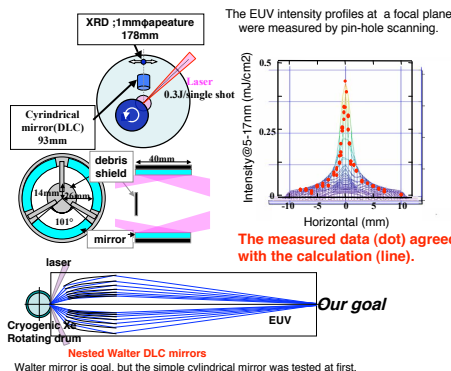 XRD ;1mmφapeature
178mm
Laser
0.3J/single shot
Cyrindrical
mirror(DLC)
93mm
debris
shield
40mm
14mm
26mm
101°
mirror
The EUV intensity profiles at a focal plane
were measured by pin-hole scanning.
Intensity@5-17nm (mJ/cm2)
0.5
0.25
0
-10 -5 0 5 10
Horizontal (mm)
The measured data (dot) agreed
with the calculation (line).
laser
Our goal
EUV
Cryogenic Xe
Rotating drum
Nested Walter DLC mirrors
Walter mirror is goal, but the simple cylindrical mirror was tested at first.